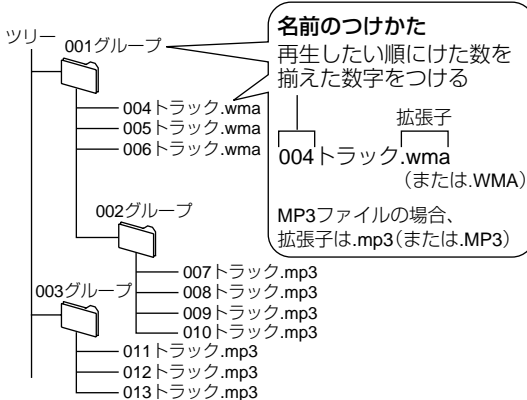 ツリー
001グループ
004トラック.wma
005トラック.wma
006トラック.wma
002グループ
007トラック.mp3
008トラック.mp3
009トラック.mp3
010トラック.mp3
003グループ
011トラック.mp3
012トラック.mp3
013トラック.mp3
名前のつけかた
再生したい順にけた数を
揃えた数字をつける
拡張子
004トラック.wma
(または.WMA)
MP3ファイルの場合、
拡張子は.mp3(または.MP3)